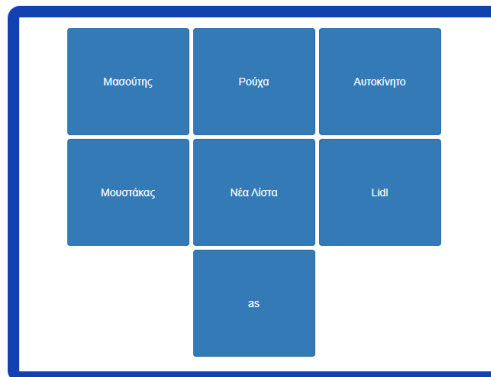 Μασούτης
Ρούχα
Αυτοκίνητο
Μουστάκας
Νέα Λίστα
Lidl
as